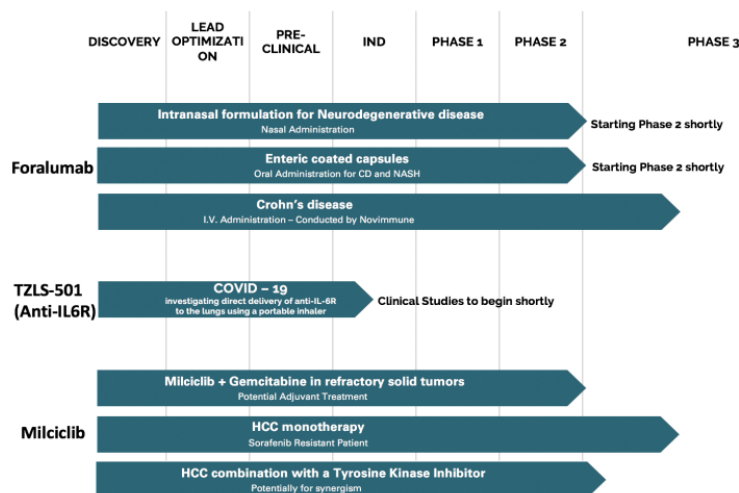 DISCOVERY
LEAD
OPTIMIZATI
ON
PRE-
CLINICAL
IND
PHASE 1
PHASE 2
PHASE 3
Foralumab
Intranasal formulation for Neurodegenerative disease
Nasal Administration
Starting Phase 2 shortly
Enteric coated capsules
Oral Administration for CD and NASH
Starting Phase 2 shortly
Crohn's disease
I.V. Administration – Conducted by Novimmune
TZLS-501
(Anti-IL6R)
COVID – 19
investigating direct delivery of anti-IL-6R
to the lungs using a portable inhaler
Clinical Studies to begin shortly
Milciclib
Milciclib + Gemcitabine in refractory solid tumors
Potential Adjuvant Treatment
HCC monotherapy
Sorafenib Resistant Patient
HCC combination with a Tyrosine Kinase Inhibitor
Potentially for synergism